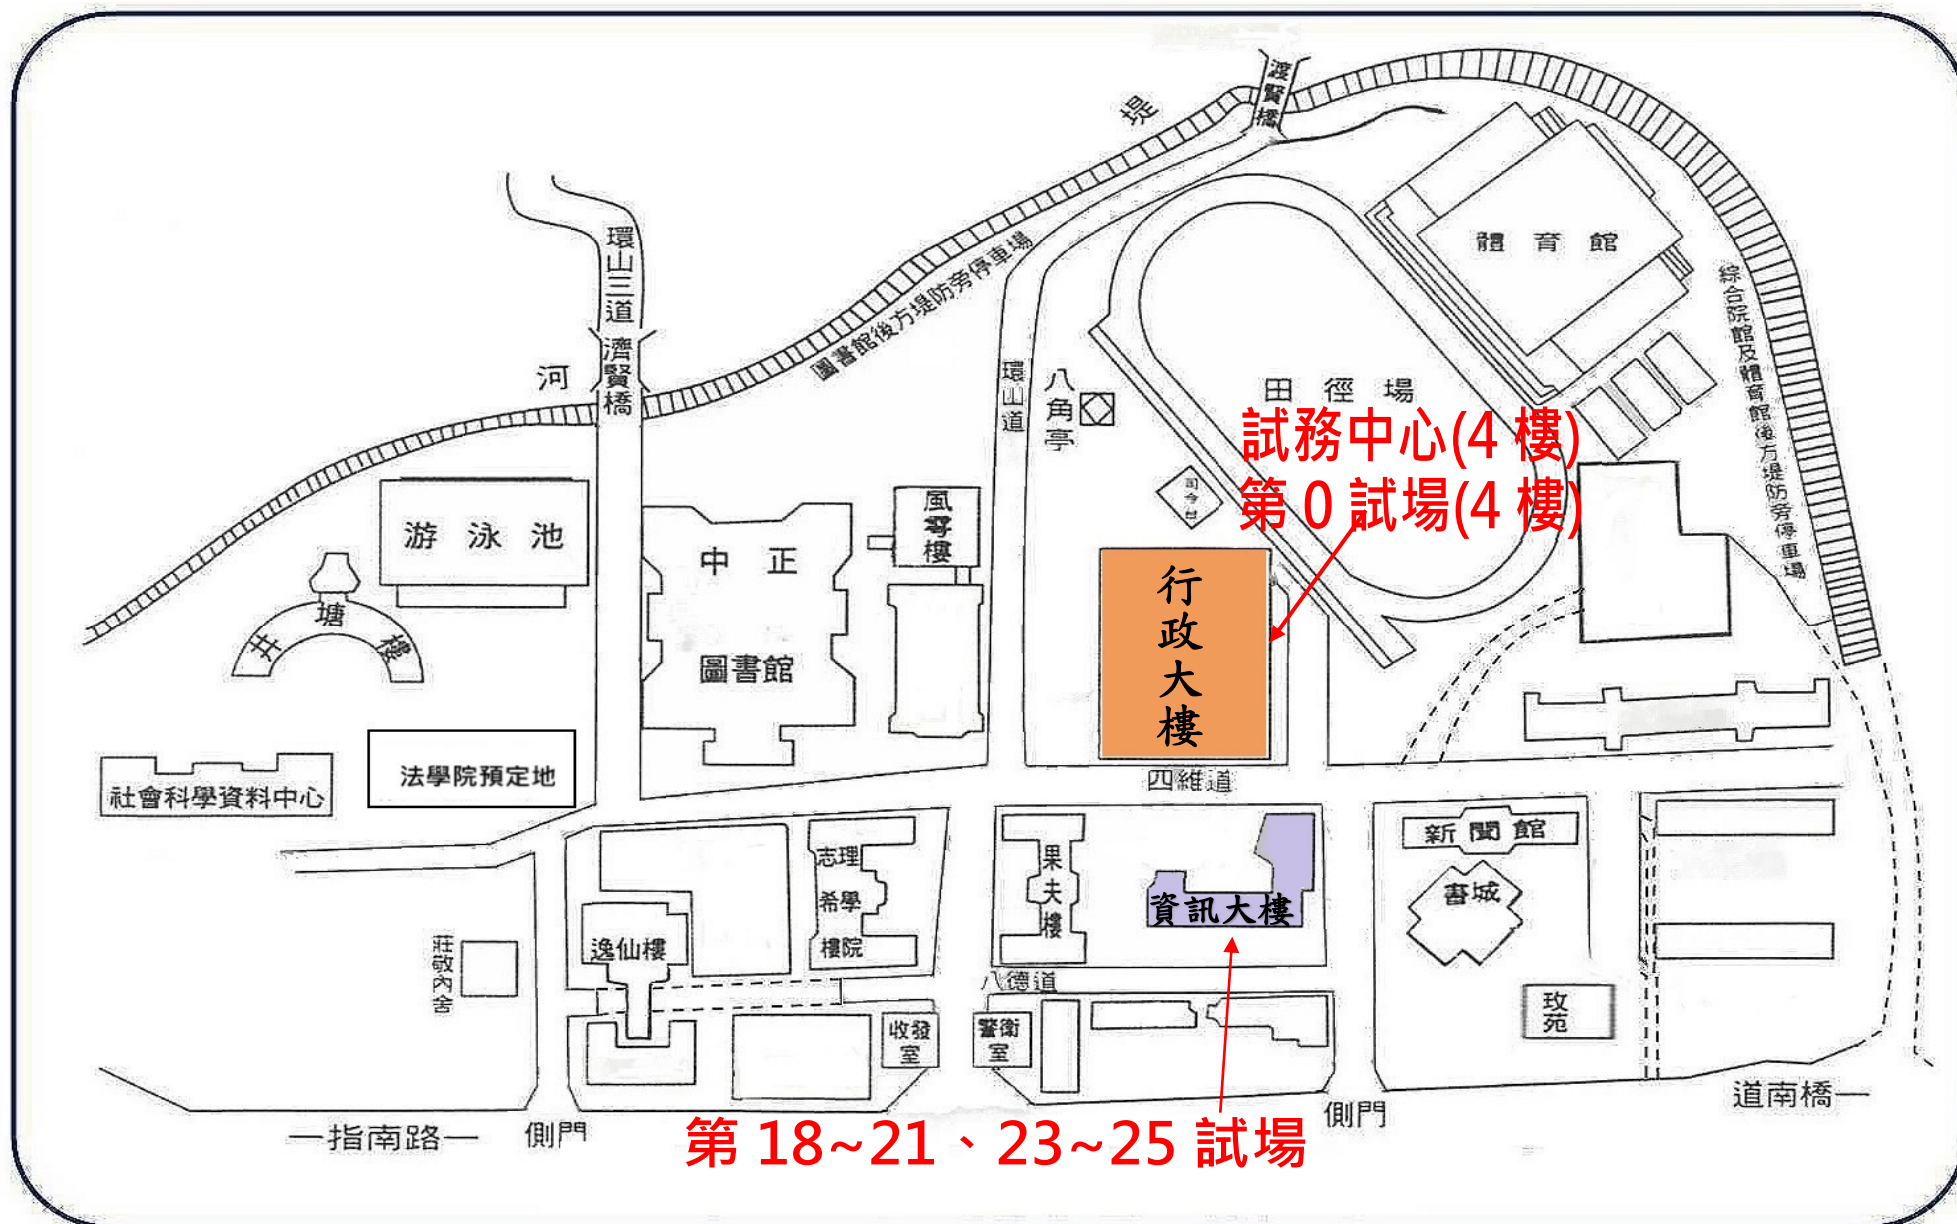 渡賢橋
堤
環山三道
濟賢橋
河
圖書館後方堤防旁停車場
體育館
綜合院館及體育館後方堤防旁停車場
環山道
八角亭
田徑場
試務中心(4 樓)
第 0 試場(4 樓)
司令台
游泳池
中正
圖書館
風雩樓
行政大樓
井塘樓
社會科學資料中心
法學院預定地
四維道
志希樓
理學院
果夫樓
資訊大樓
新聞館
書城
逸仙樓
莊敬內舍
八德道
收發室
警衛室
玫苑
道南橋—
—指南路—
側門
側門
第 18~21、23~25 試場